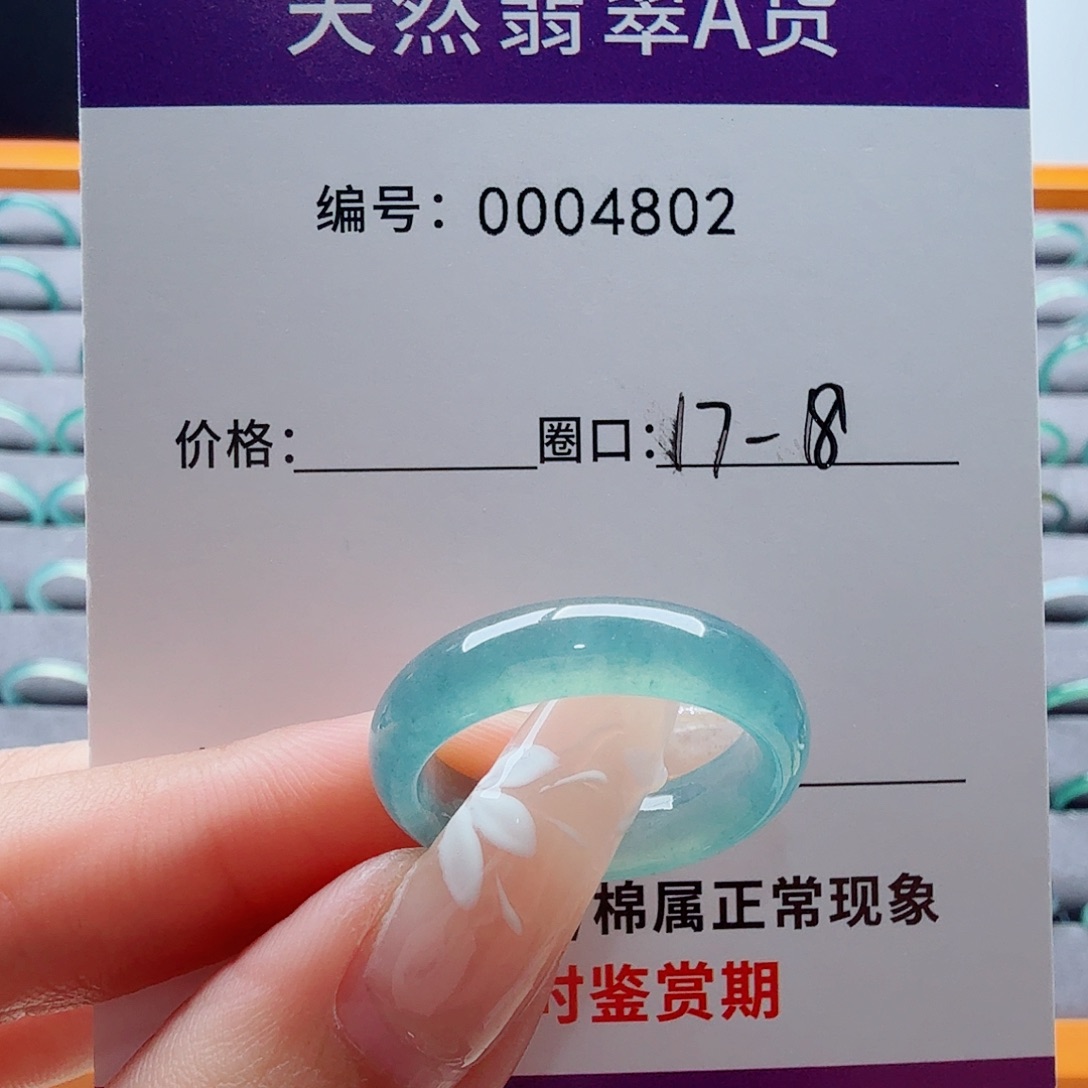 天然翡翠A货
编号：0004802
价格：
圈口：17-8
棉属正常现象
时鉴赏期